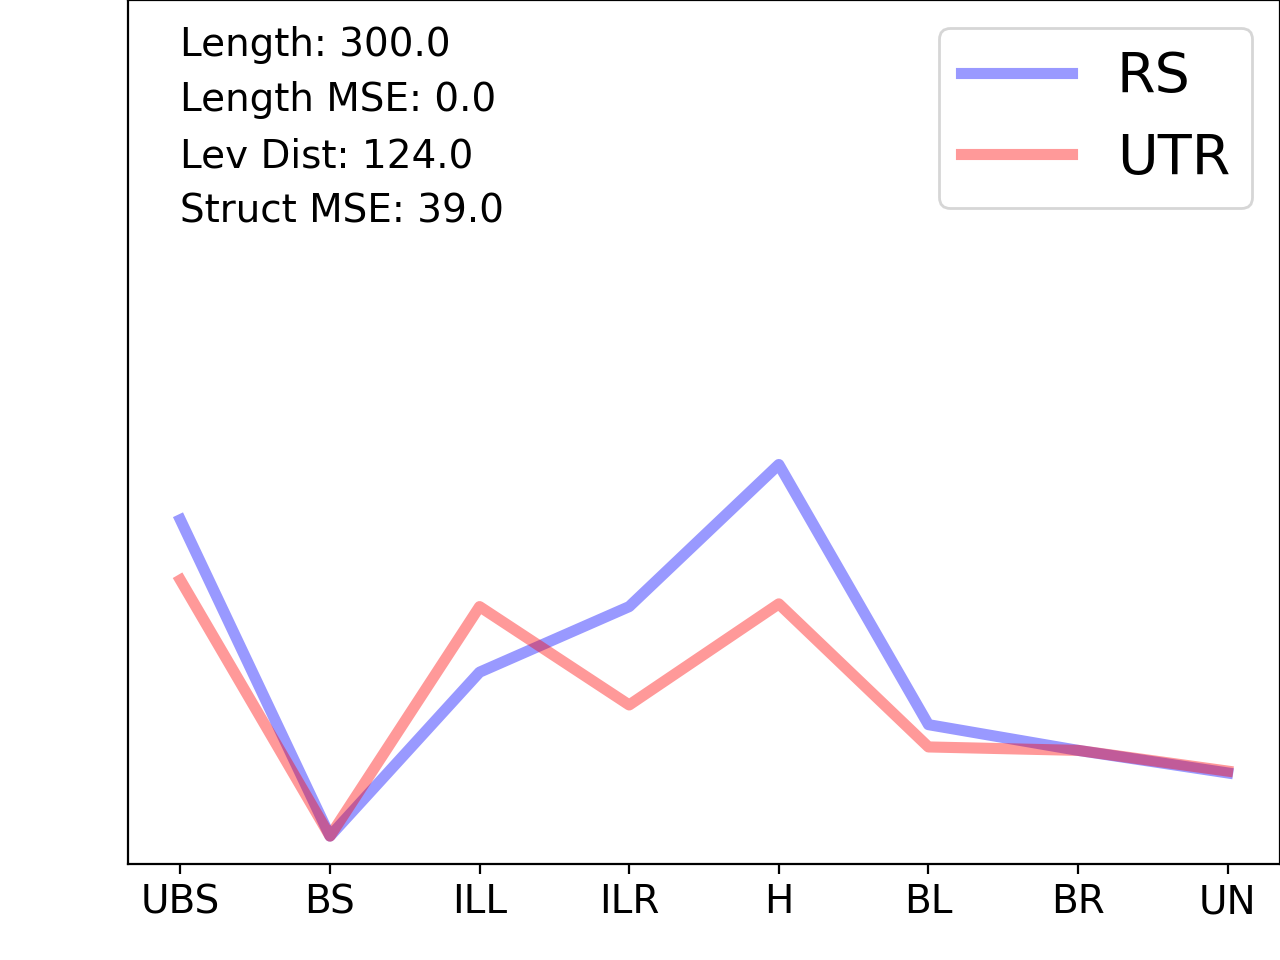 Length: 300.0
Length MSE: 0.0
Lev Dist: 124.0
Struct MSE: 39.0
RS
UTR
UBS BS ILL ILR H BL BR UN